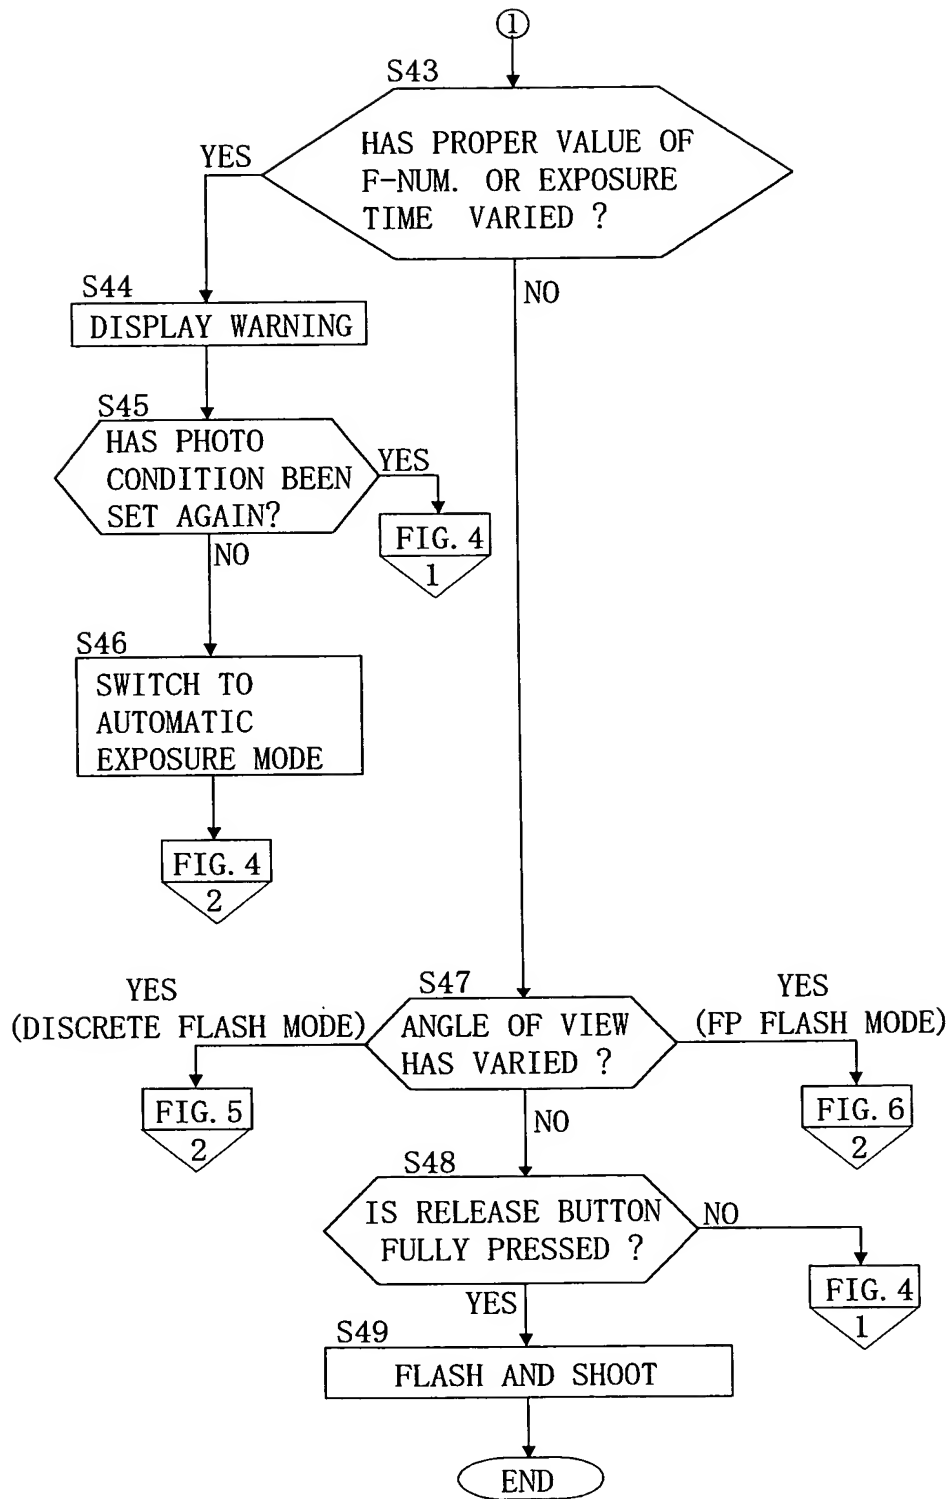 1
S43
HAS PROPER VALUE OF
F-NUM. OR EXPOSURE
TIME VARIED ?
YES
NO
S44
DISPLAY WARNING
S45
HAS PHOTO
CONDITION BEEN
SET AGAIN?
YES
FIG. 4
1
NO
S46
SWITCH TO
AUTOMATIC
EXPOSURE MODE
FIG. 4
2
S47
ANGLE OF VIEW
HAS VARIED ?
YES
(DISCRETE FLASH MODE)
FIG. 5
2
YES
(FP FLASH MODE)
FIG. 6
2
NO
S48
IS RELEASE BUTTON
FULLY PRESSED ?
NO
FIG. 4
1
YES
S49
FLASH AND SHOOT
END